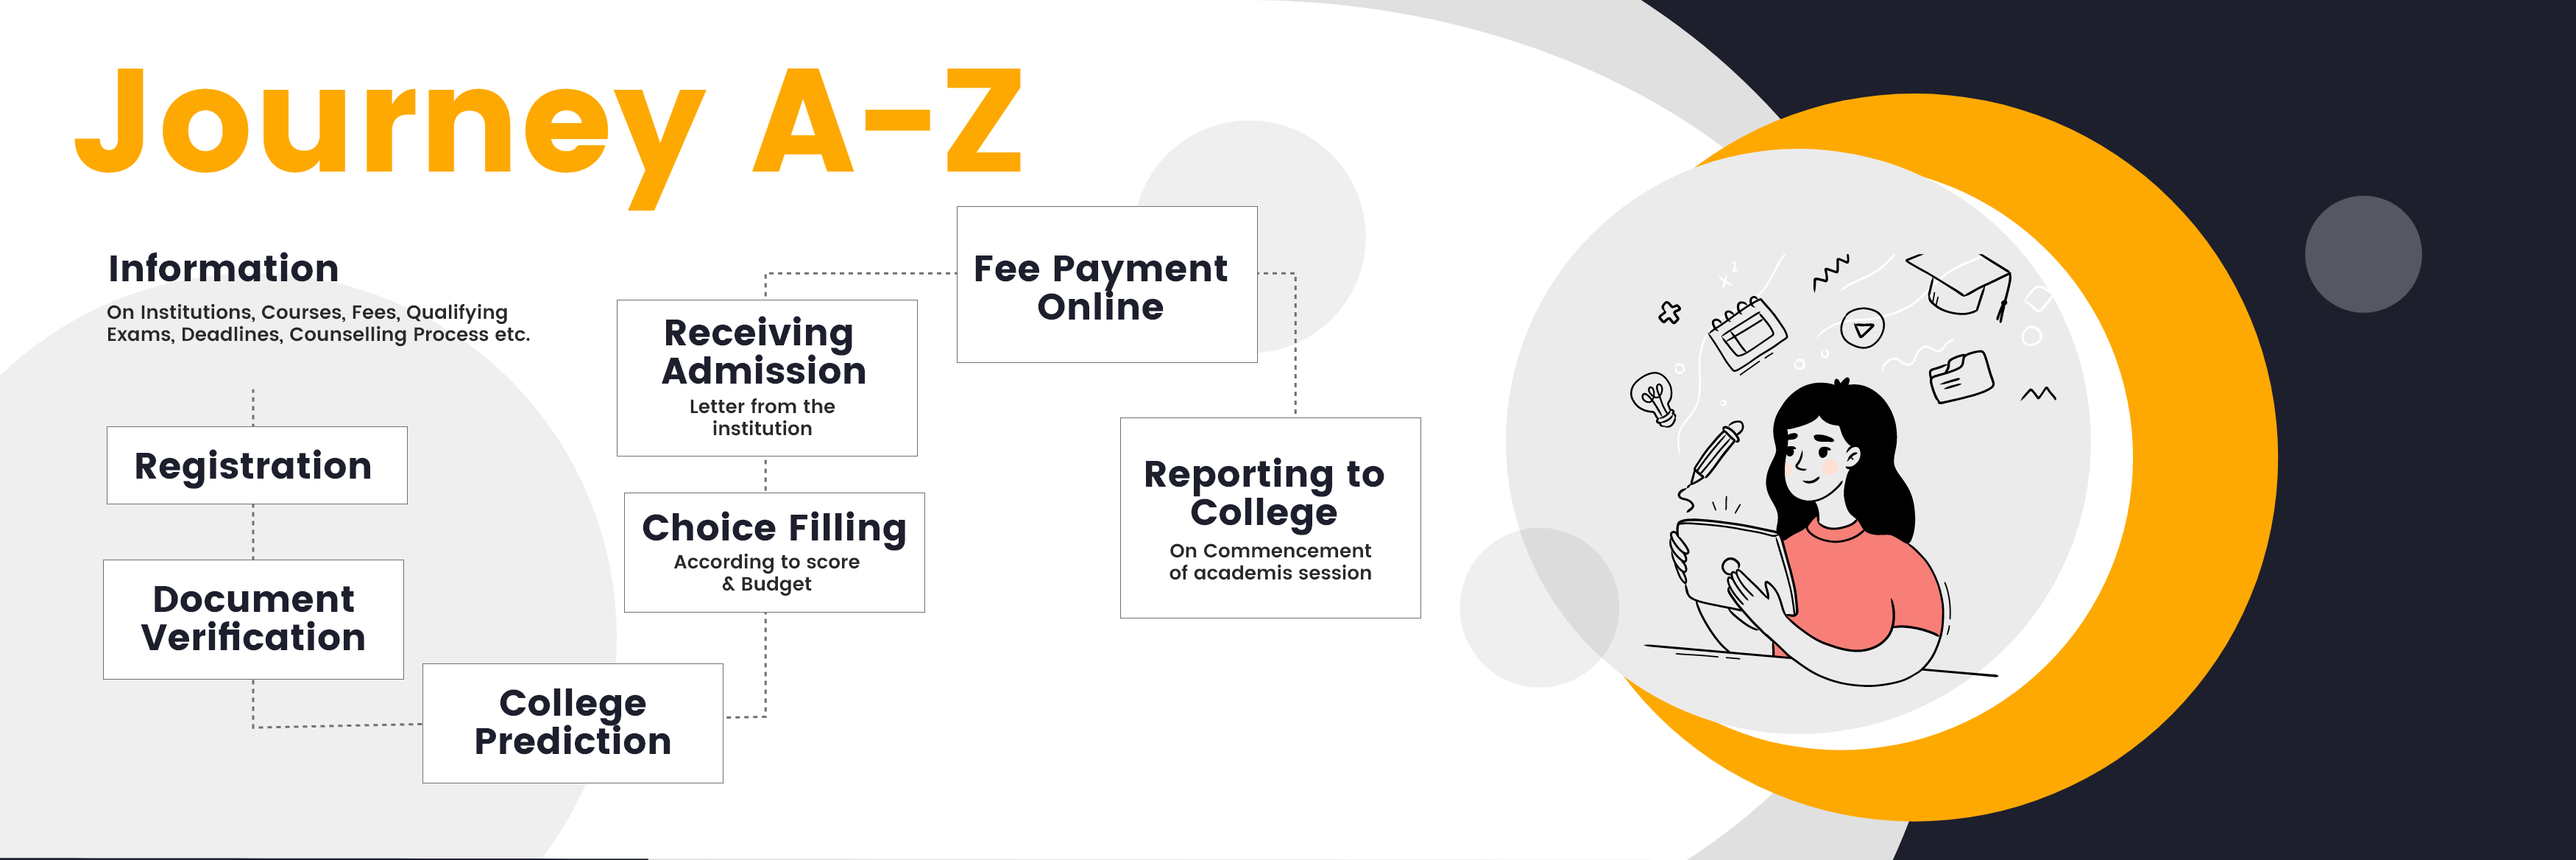 Journey A-Z
Information
On Institutions, Courses, Fees, Qualifying
Exams, Deadlines, Counselling Process etc.
Registration
Document
Verification
College
Prediction
Choice Filling
According to score
& Budget
Receiving
Admission
Letter from the
institution
Fee Payment
Online
Reporting to
College
On Commencement
of academis session
x²